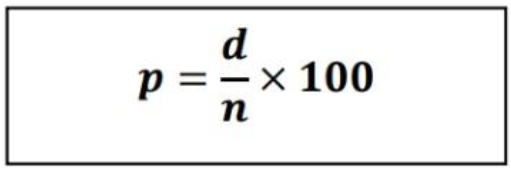 p = d/n × 100